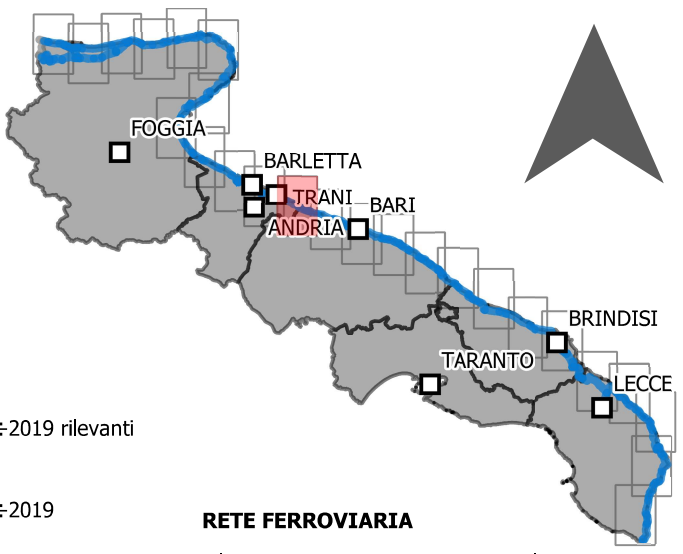 FOGGIA
BARLETTA
TRANI
BARI
ANDRIA
BRINDISI
TARANTO
LECCE
÷2019 rilevanti
÷2019
RETE FERROVIARIA